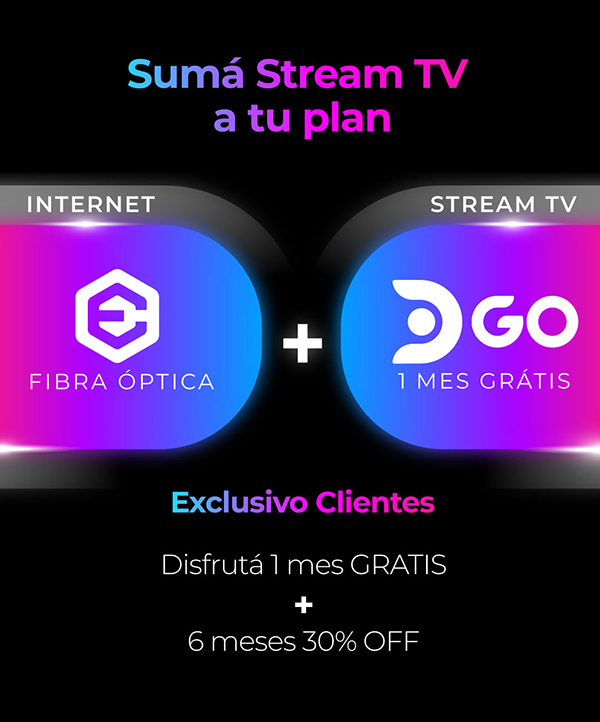 Sumá Stream TV
a tu plan
INTERNET
STREAM TV
FIBRA ÓPTICA
+
DGO
1 MES GRÁTIS
Exclusivo Clientes
Disfrutá 1 mes GRATIS
+
6 meses 30% OFF